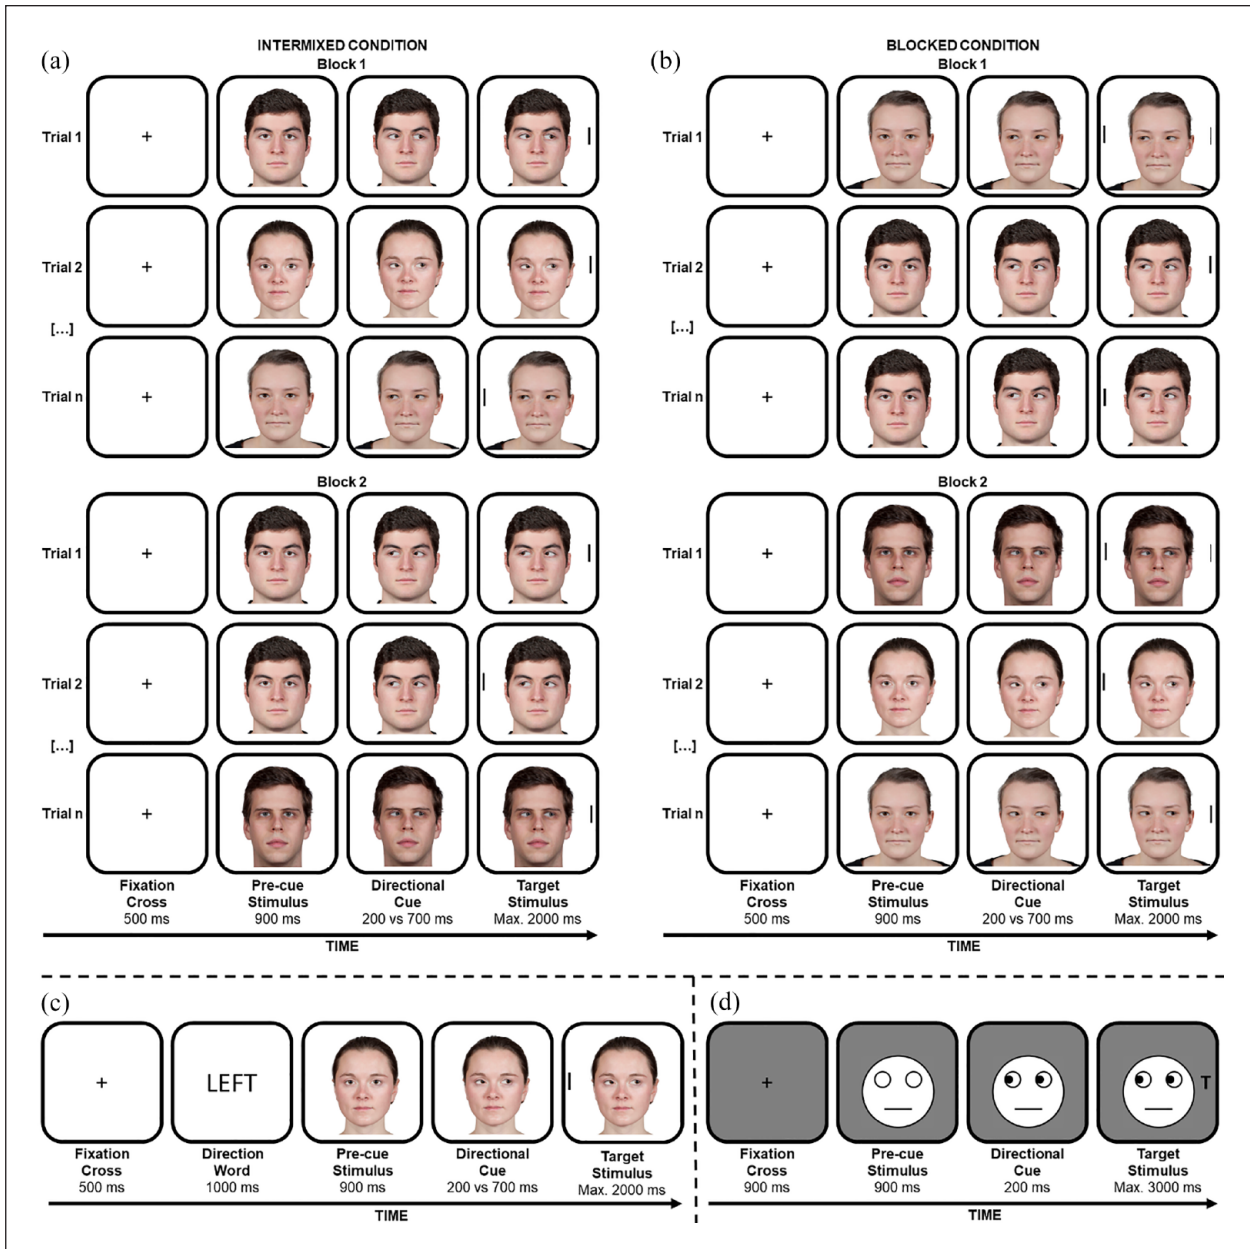 (a)
INTERMIXED CONDITION
Block 1
Trial 1
+
Trial 2
+
[...]
Trial n
+
Block 2
Trial 1
+
Trial 2
+
[...]
Trial n
+
Fixation
Cross
500 ms
Pre-cue
Stimulus
900 ms
Directional
Cue
200 vs 700 ms
Target
Stimulus
Max. 2000 ms
TIME
(b)
BLOCKED CONDITION
Block 1
Trial 1
+
Trial 2
+
[...]
Trial n
+
Block 2
Trial 1
+
Trial 2
+
[...]
Trial n
+
Fixation
Cross
500 ms
Pre-cue
Stimulus
900 ms
Directional
Cue
200 vs 700 ms
Target
Stimulus
Max. 2000 ms
TIME
(c)
+
LEFT
Fixation
Cross
500 ms
Direction
Word
1000 ms
Pre-cue
Stimulus
900 ms
Directional
Cue
200 vs 700 ms
Target
Stimulus
Max. 2000 ms
TIME
(d)
+
T
Fixation
Cross
900 ms
Pre-cue
Stimulus
900 ms
Directional
Cue
200 ms
Target
Stimulus
Max. 3000 ms
TIME